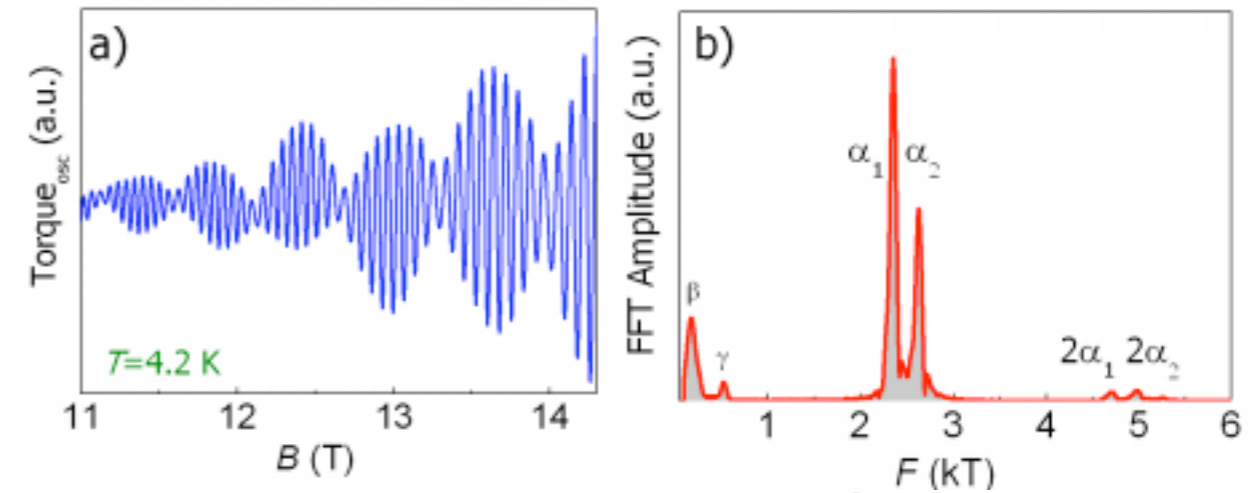 a)
Torque_osc (a.u.)
T=4.2 K
11 12 13 14
B (T)
b)
FFT Amplitude (a.u.)
β
γ
α₁ α₂
2α₁ 2α₂
1 2 3 4 5 6
F (kT)